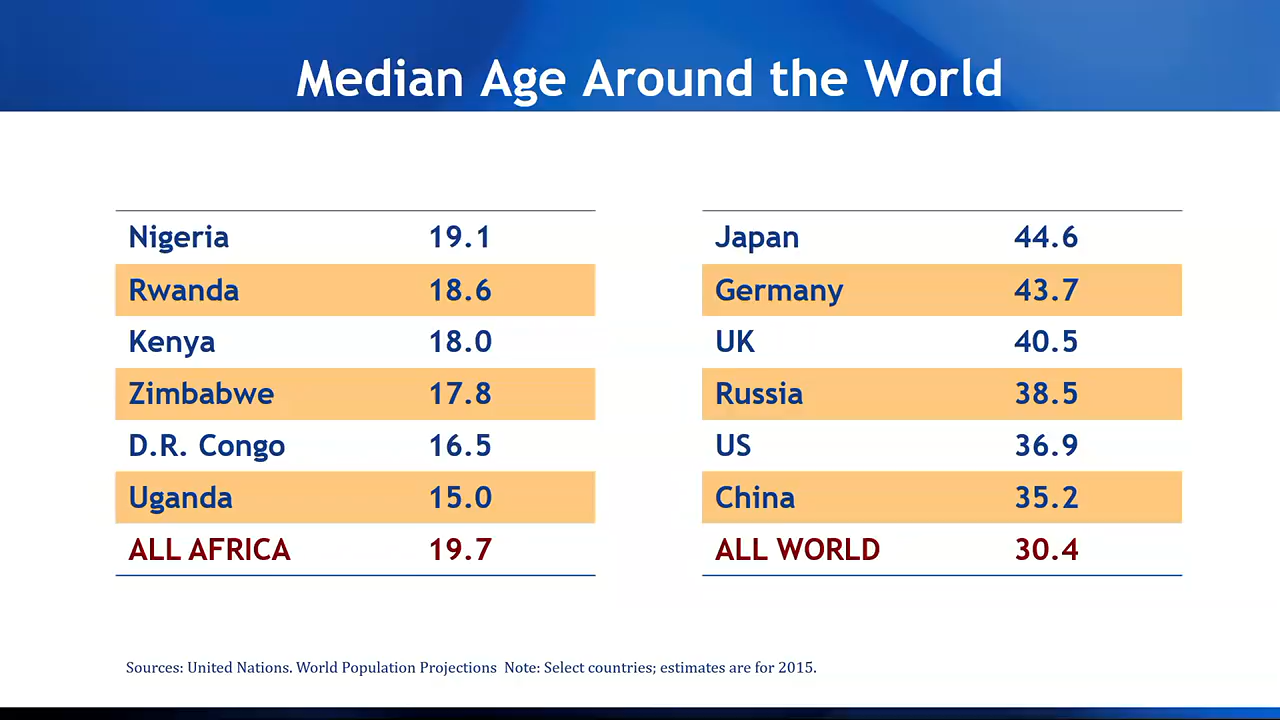 Median Age Around the World
Nigeria 19.1
Rwanda 18.6
Kenya 18.0
Zimbabwe 17.8
D.R. Congo 16.5
Uganda 15.0
ALL AFRICA 19.7
Japan 44.6
Germany 43.7
UK 40.5
Russia 38.5
US 36.9
China 35.2
ALL WORLD 30.4
Sources: United Nations. World Population Projections Note: Select countries; estimates are for 2015.